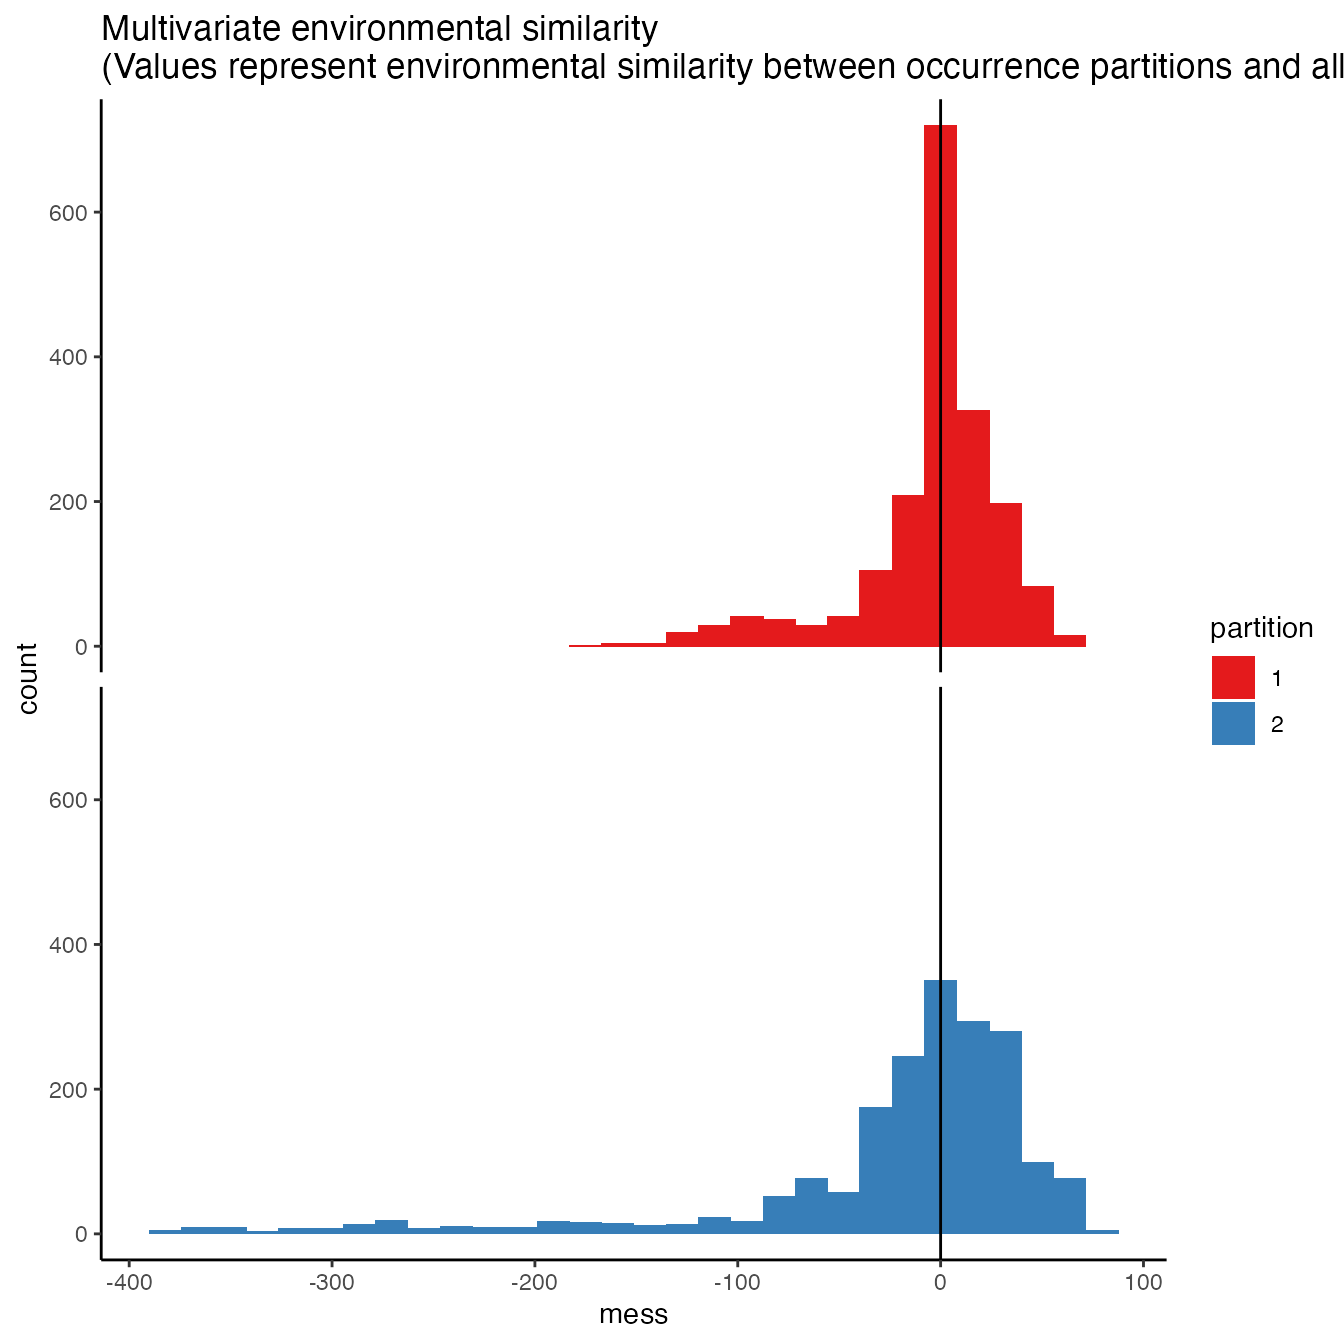 Multivariate environmental similarity
(Values represent environmental similarity between occurrence partitions and all
600
400
200
0
count
600
400
200
0
-400 -300 -200 -100 0 100
mess
partition
1
2